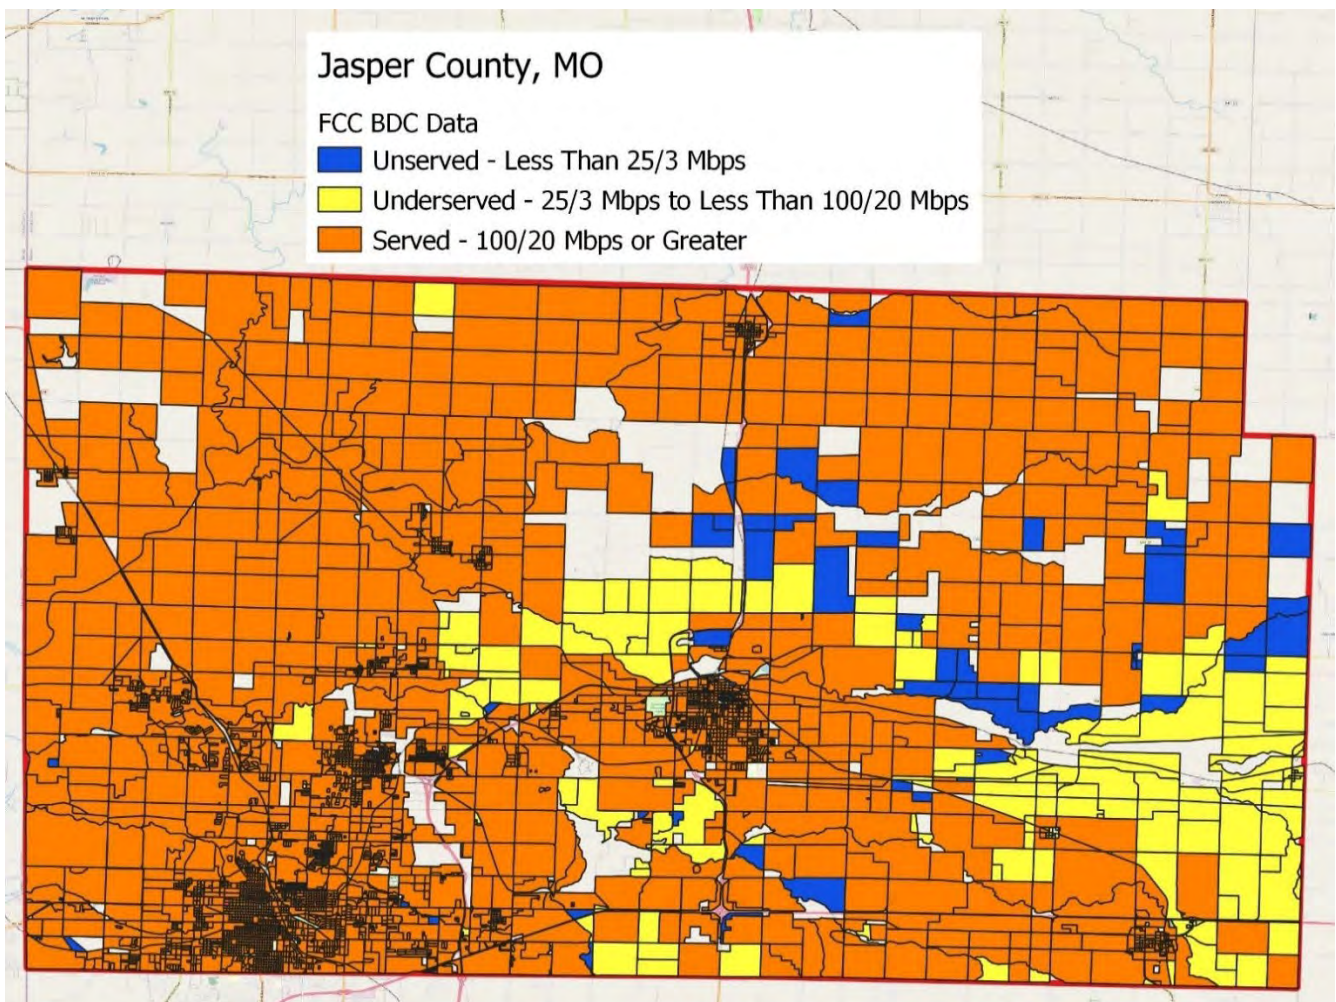 Jasper County, MO
FCC BDC Data
Unserved - Less Than 25/3 Mbps
Underserved - 25/3 Mbps to Less Than 100/20 Mbps
Served - 100/20 Mbps or Greater